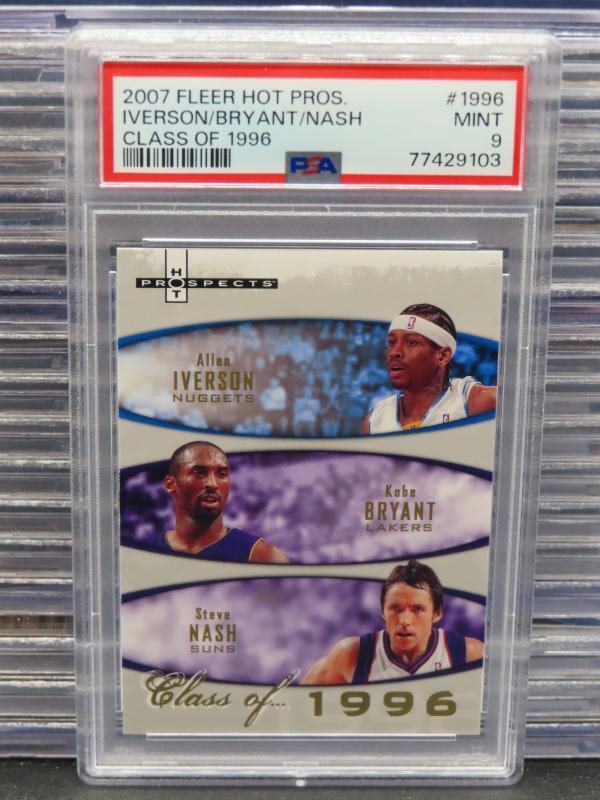 2007 FLEER HOT PROS. #1996
IVERSON/BRYANT/NASH MINT
CLASS OF 1996 9
PSA 77429103
HOT
PROSPECTS
Allen
IVERSON
NUGGETS
Kobe
BRYANT
LAKERS
Steve
NASH
SUNS
Class of... 1996